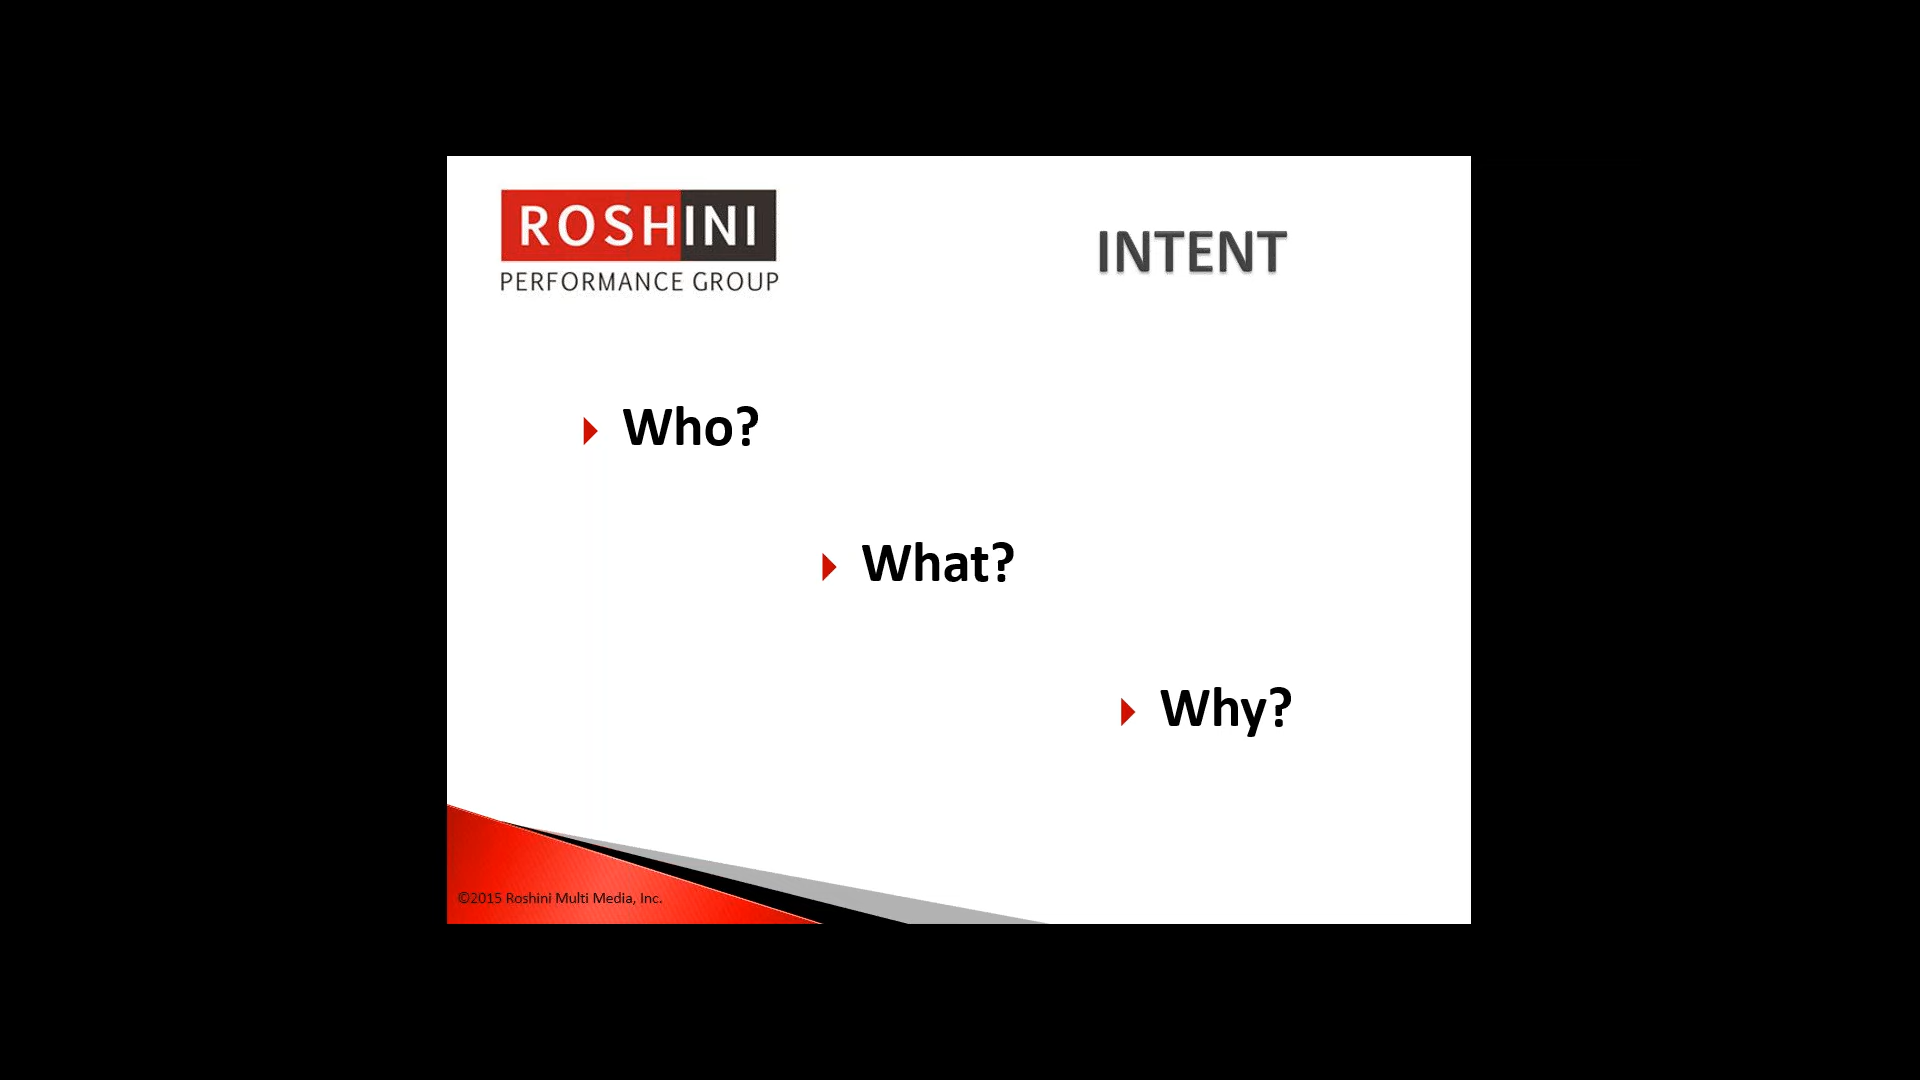 ROSHINI
PERFORMANCE GROUP
INTENT
Who?
What?
Why?
©2015 Roshini Multi Media, Inc.